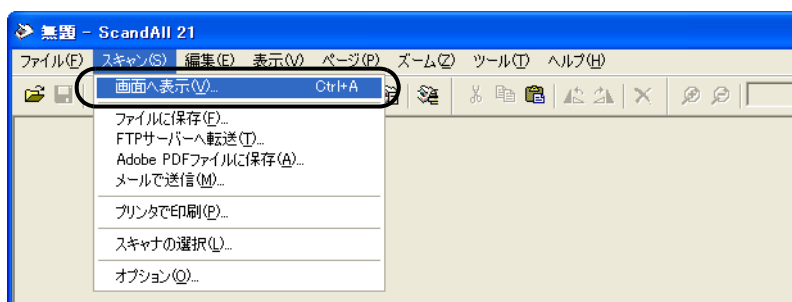 無題 - ScandAll 21
ファイル(F) スキャン(S) 編集(E) 表示(V) ページ(P) ズーム(Z) ツール(T) ヘルプ(H)
画面へ表示(V)... Ctrl+A
ファイルに保存(F)...
FTPサーバーへ転送(T)...
Adobe PDFファイルに保存(A)...
メールで送信(M)...
プリンタで印刷(P)...
スキャナの選択(L)...
オプション(O)...